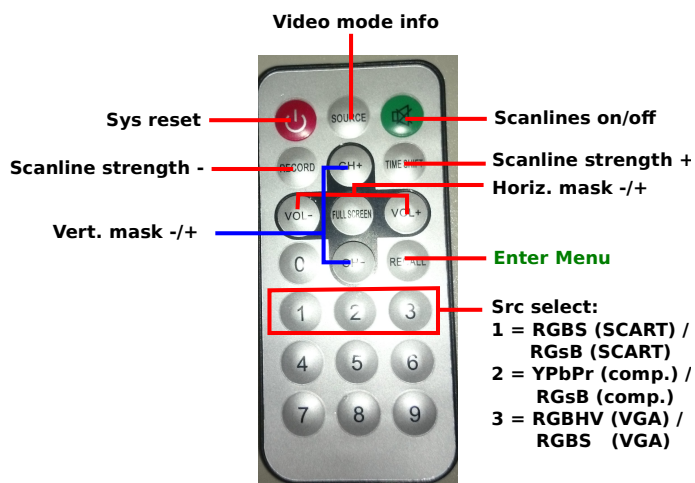 Video mode info
Sys reset
SOURCE
Scanlines on/off
Scanline strength -
RECORD
CH+
TIME SHIFT
Scanline strength +
Horiz. mask -/+
VOL-
FULL SCREEN
VOL+
Vert. mask -/+
0
CH-
RECALL
Enter Menu
1 2 3
Src select:
1 = RGBS (SCART) /
RGsB (SCART)
2 = YPbPr (comp.) /
RGsB (comp.)
3 = RGBHV (VGA) /
RGBS (VGA)
4 5 6
7 8 9